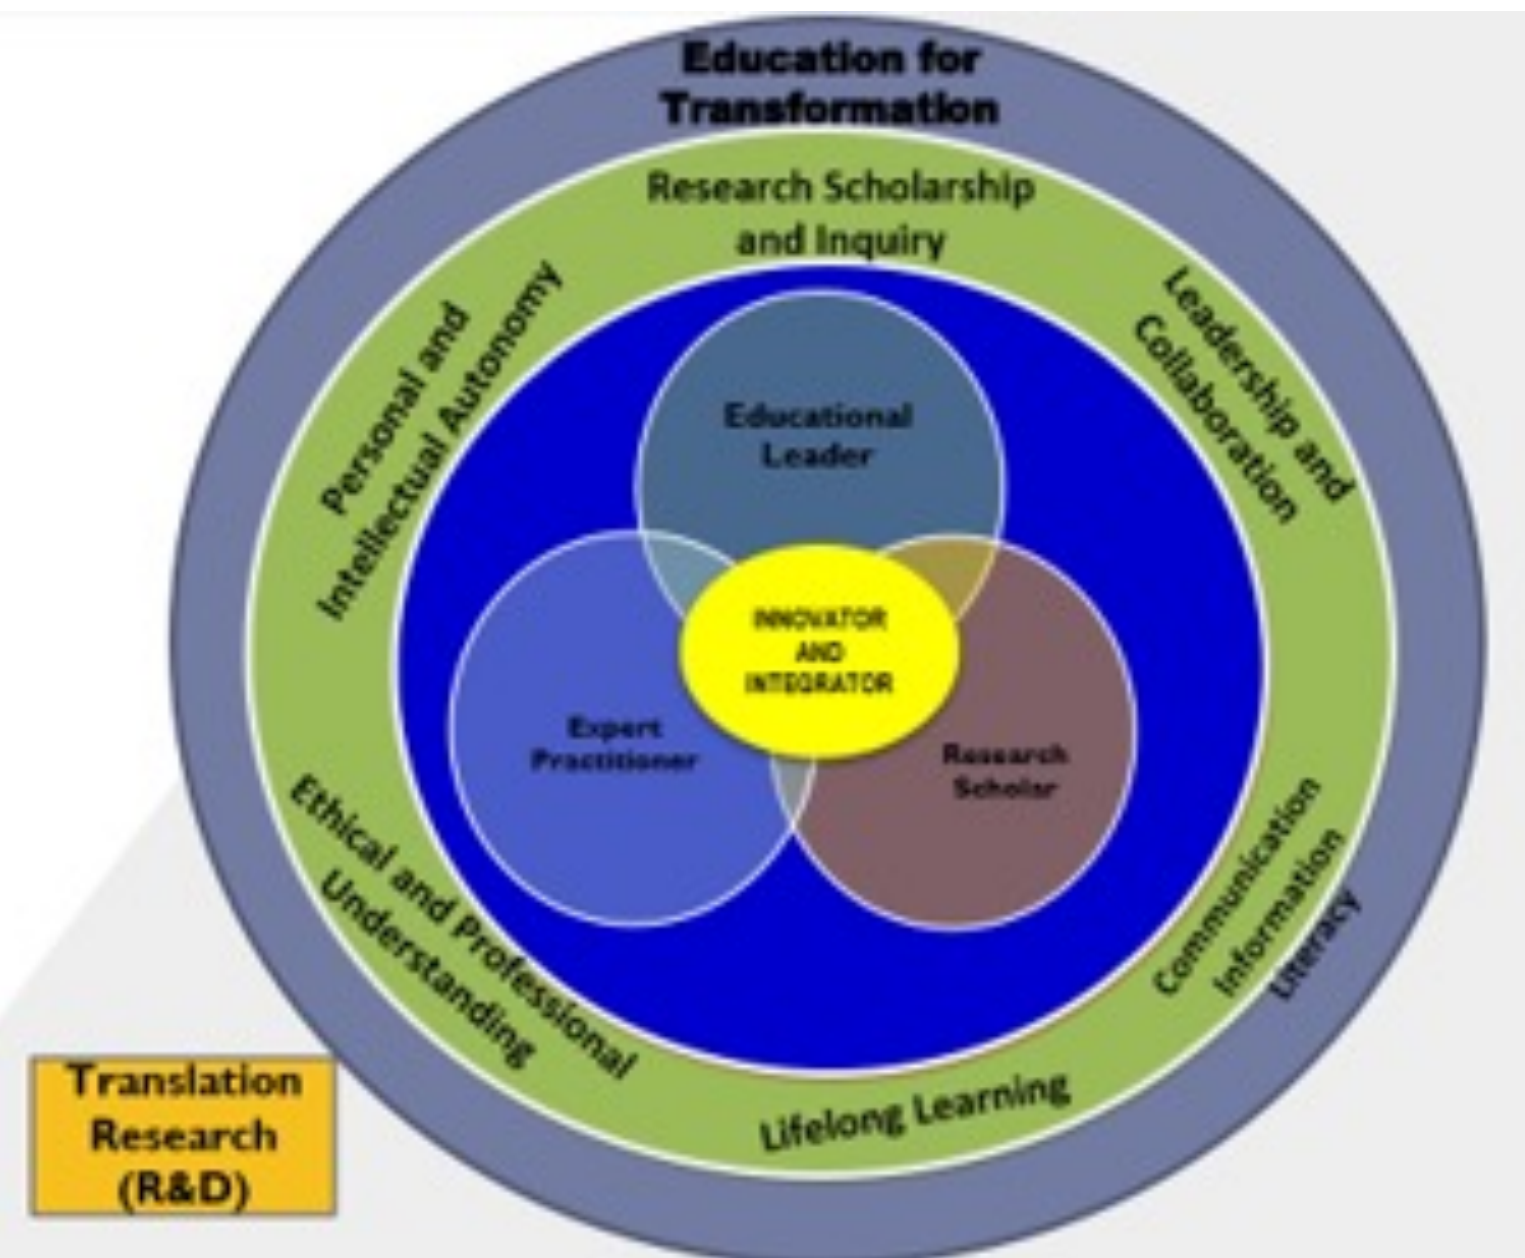 Education for
Transformation
Research Scholarship
and Inquiry
Personal and
Intellectual Autonomy
Leadership and
Collaboration
Educational
Leader
INNOVATOR
AND
INTEGRATOR
Expert
Practitioner
Research
Scholar
Ethical and Professional
Understanding
Communication
Information
Literacy
Lifelong Learning
Translation
Research
(R&D)